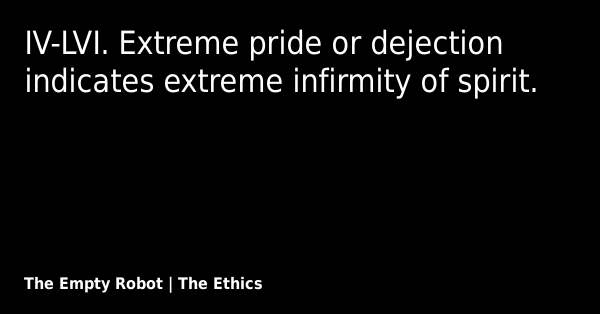 IV-LVI. Extreme pride or dejection
indicates extreme infirmity of spirit.
The Empty Robot | The Ethics